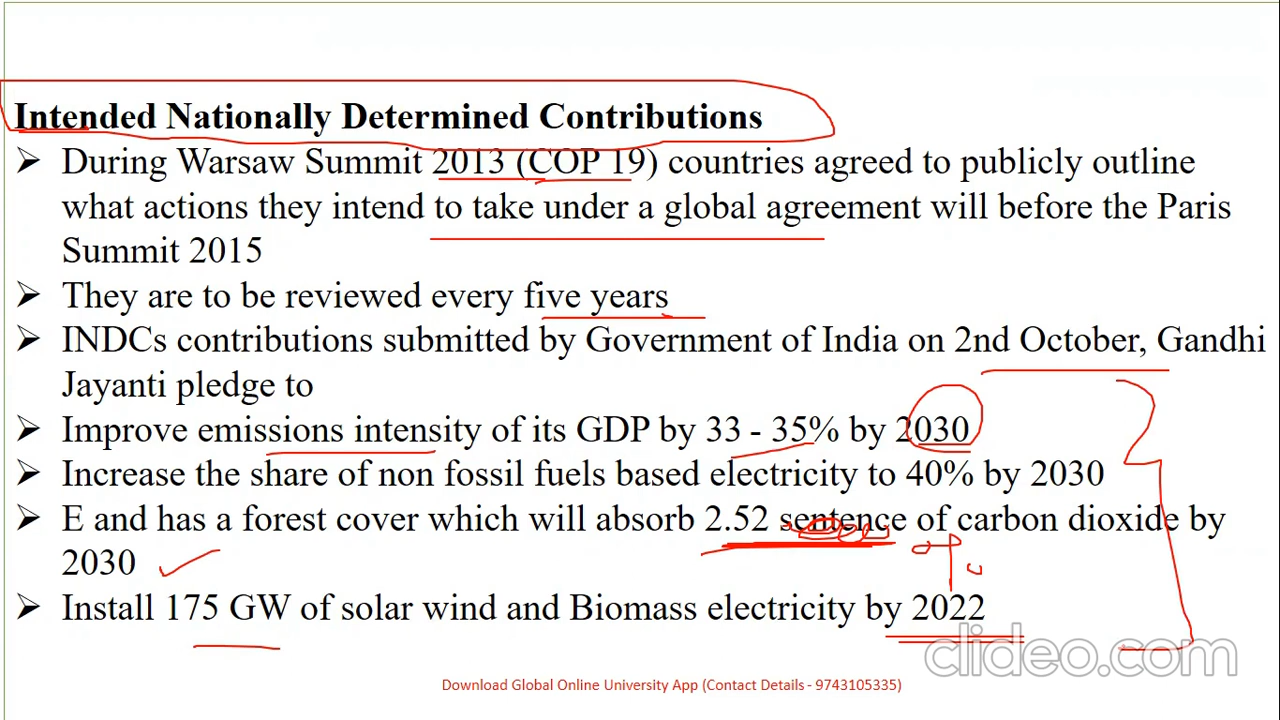 Intended Nationally Determined Contributions
➢ During Warsaw Summit 2013 (COP 19) countries agreed to publicly outline
what actions they intend to take under a global agreement will before the Paris
Summit 2015
➢ They are to be reviewed every five years
➢ INDCs contributions submitted by Government of India on 2nd October, Gandhi
Jayanti pledge to
➢ Improve emissions intensity of its GDP by 33 - 35% by 2030
➢ Increase the share of non fossil fuels based electricity to 40% by 2030
➢ E and has a forest cover which will absorb 2.52 sentence of carbon dioxide by
2030
➢ Install 175 GW of solar wind and Biomass electricity by 2022
clideo.com
Download Global Online University App (Contact Details - 9743105335)